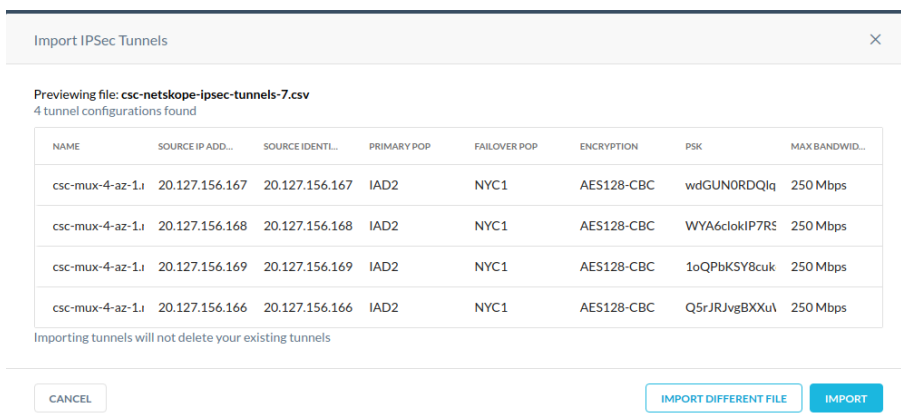 Import IPSec Tunnels
Previewing file: csc-netskope-ipsec-tunnels-7.csv
4 tunnel configurations found
NAME SOURCE IP ADD... SOURCE IDENTI... PRIMARY POP FAILOVER POP ENCRYPTION PSK MAX BANDWID...
csc-mux-4-az-1.r 20.127.156.167 20.127.156.167 IAD2 NYC1 AES128-CBC 250 Mbps
csc-mux-4-az-1.r 20.127.156.168 20.127.156.168 IAD2 NYC1 AES128-CBC 250 Mbps
csc-mux-4-az-1.r 20.127.156.169 20.127.156.169 IAD2 NYC1 AES128-CBC 1oQPbKSY8cuk 250 Mbps
csc-mux-4-az-1.r 20.127.156.166 20.127.156.166 IAD2 NYC1 AES128-CBC 250 Mbps
Importing tunnels will not delete your existing tunnels
CANCEL IMPORT DIFFERENT FILE IMPORT